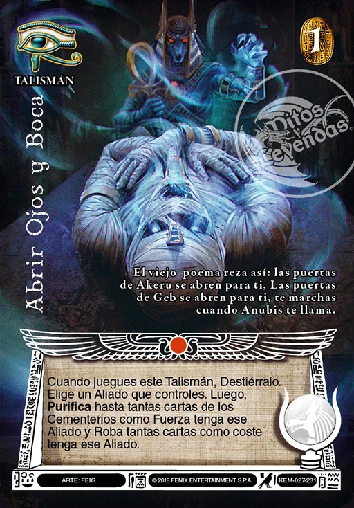 1
TALISMÁN
Abrir Ojos y Boca
Mitos
Leyendas
El viejo poema reza así: las puertas
de Akeru se abren para ti, Las puertas
de Geb se abren para ti, te marchas
cuando Anubis te llama.
Cuando juegues este Talismán, Destiérralo.
Elige un Aliado que controles. Luego,
Purifica hasta tantas cartas de los
Cementerios como Fuerza tenga ese
Aliado y Roba tantas cartas como coste
tenga ese Aliado.
ARTE: FEIG
© 2015 FENIX ENTERTAINMENT S.P.A.